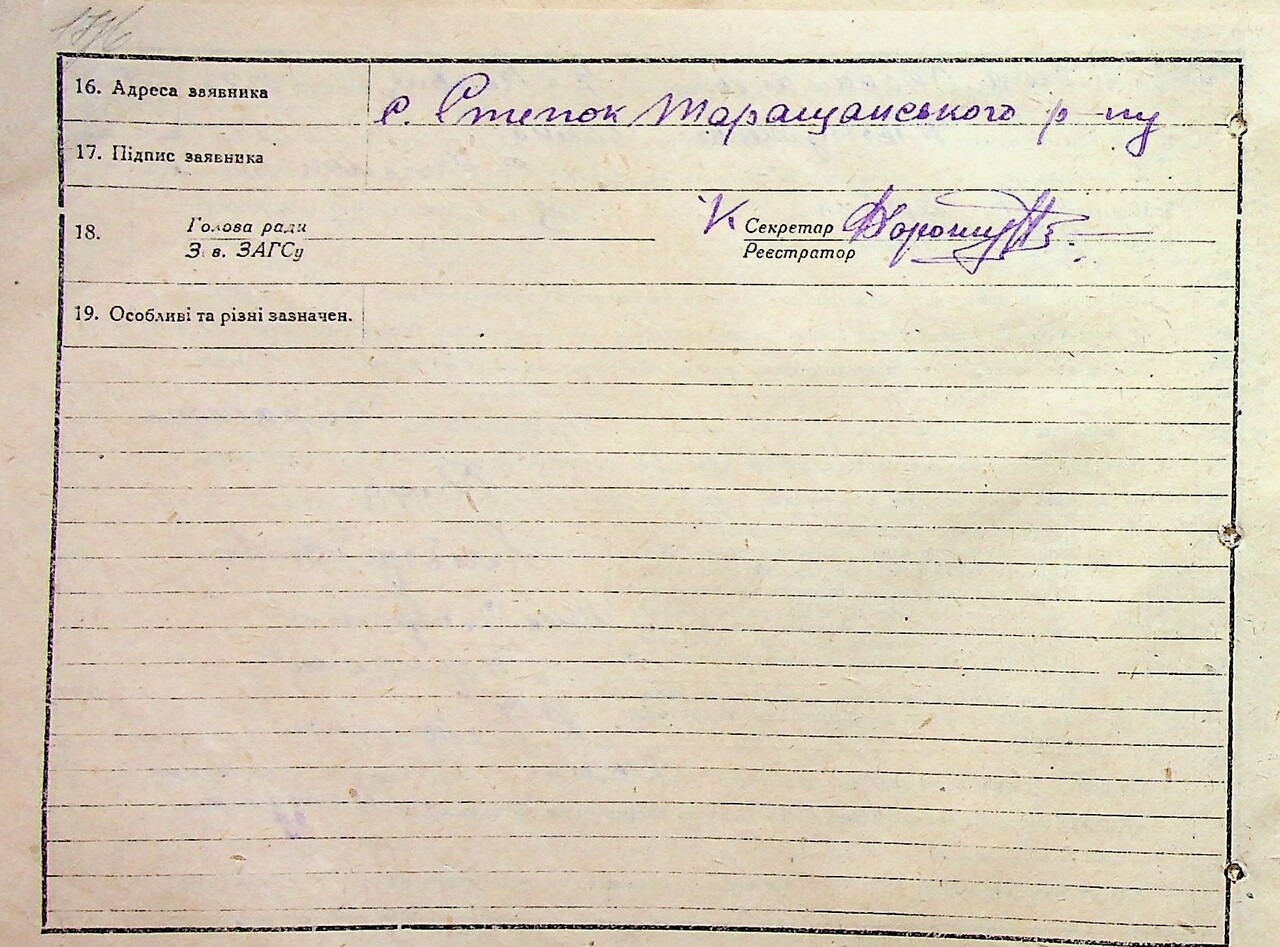 16. Адреса заявника с. Степок Таращанського р-ну
17. Підпис заявника
18. Голова ради Секретар
З в. ЗАГСу Реєстратор
19. Особливі та різні зазначен.